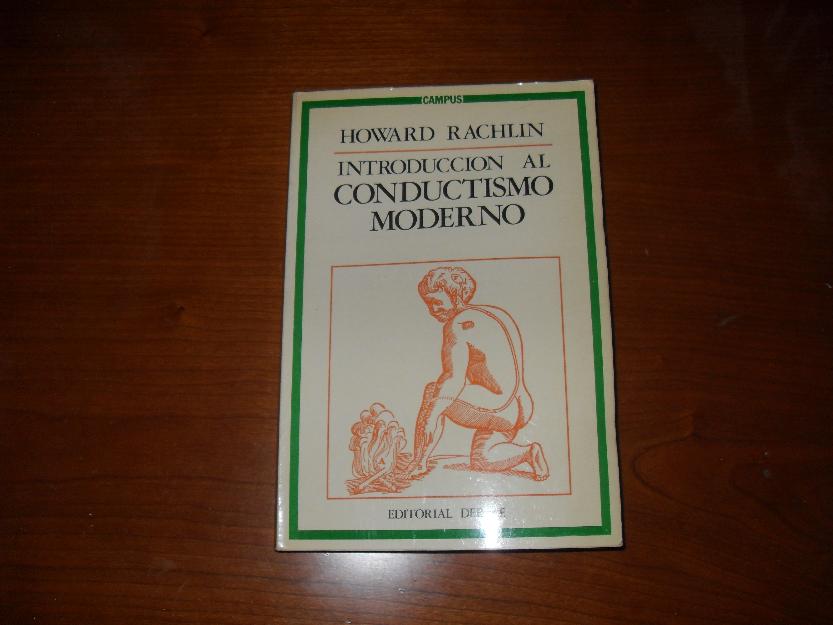 CAMPUS
HOWARD RACHLIN
INTRODUCCION AL
CONDUCTISMO
MODERNO
EDITORIAL